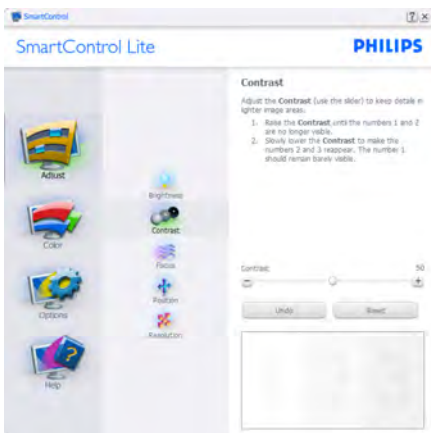 SmartControl
SmartControl Lite
PHILIPS
Adjust
Color
Options
Help
Brightness
Contrast
Focus
Position
Resolution
Contrast
Adjust the Contrast (use the slider) to keep details in
lighter image areas.
1. Raise the Contrast until the numbers 1 and 2
are no longer visible.
2. Slowly lower the Contrast to make the
numbers 2 and 3 reappear. The number 1
should remain barely visible.
Contrast:
50
Undo
Reset